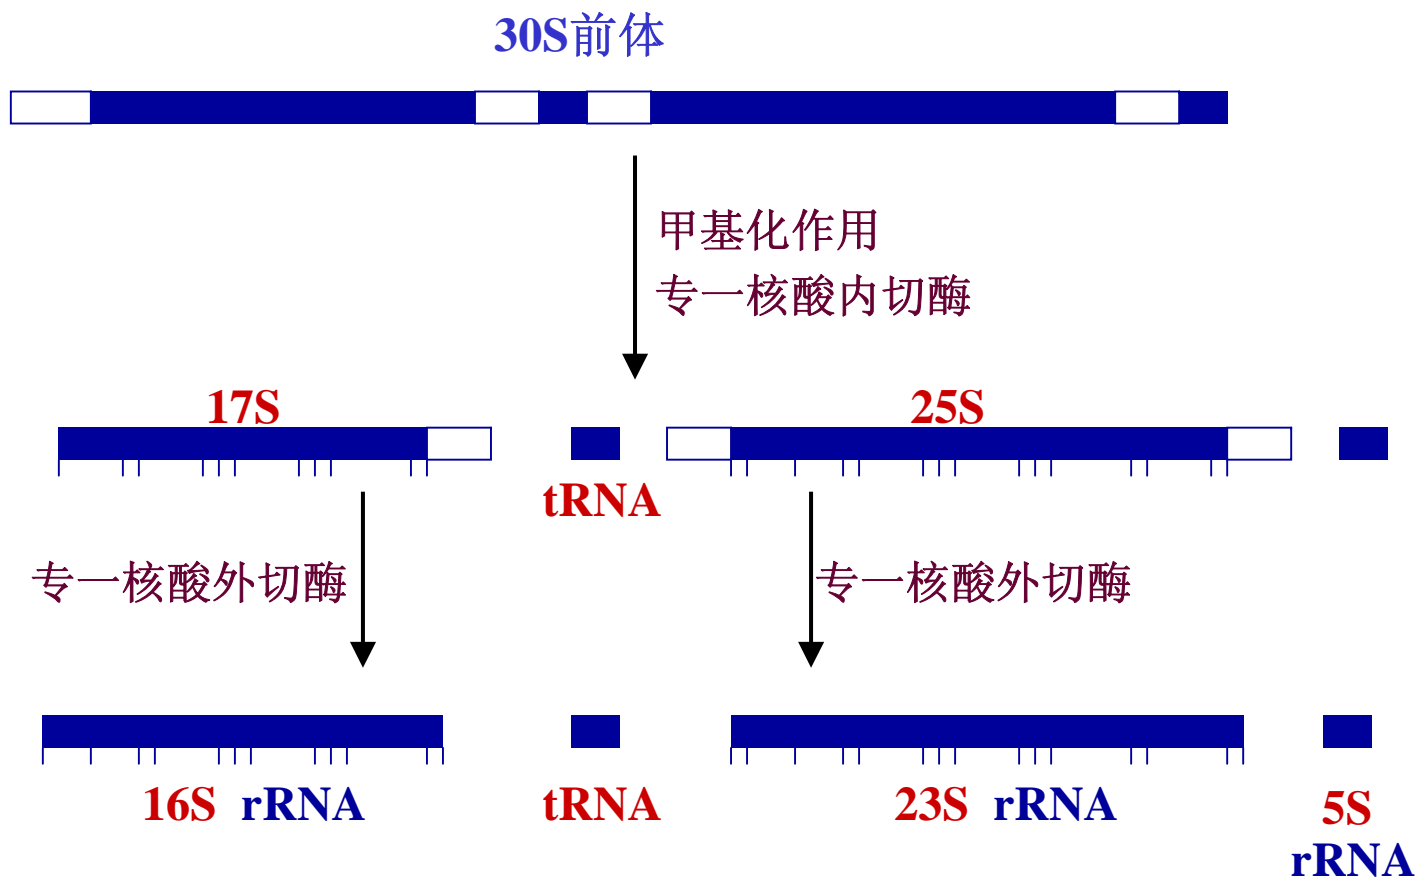 30S前体
甲基化作用
专一核酸内切酶
17S
25S
tRNA
专一核酸外切酶
专一核酸外切酶
16S rRNA
tRNA
23S rRNA
5S
rRNA